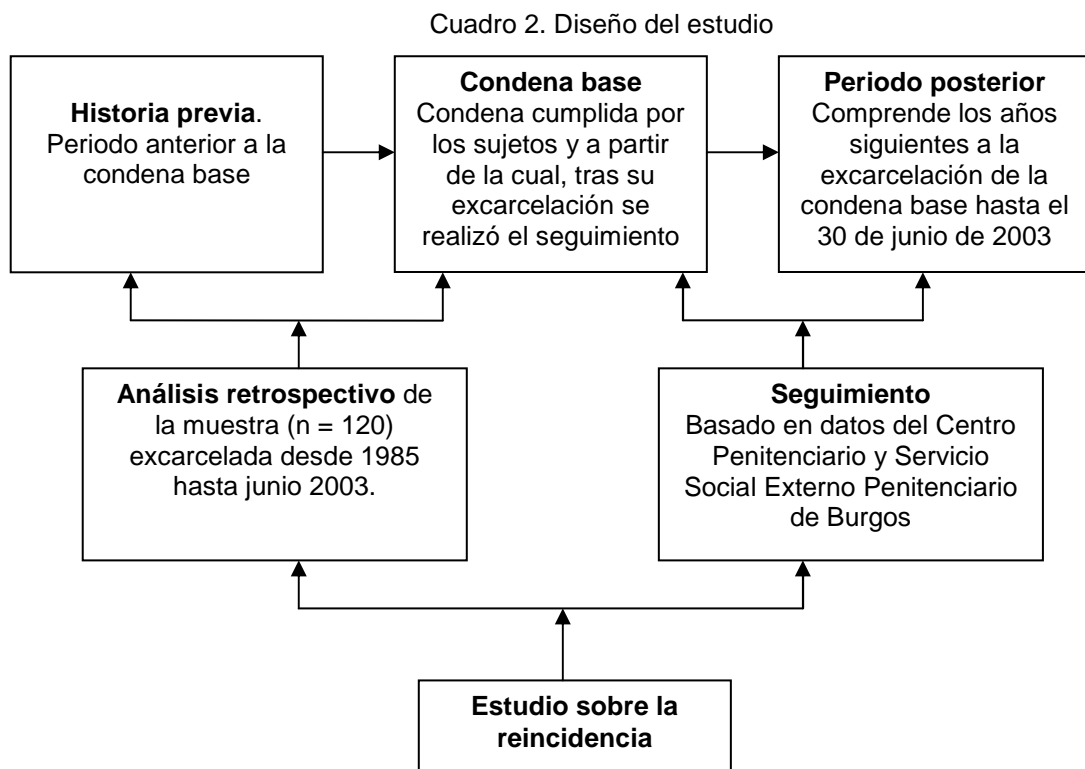 Cuadro 2. Diseño del estudio
Historia previa.
Periodo anterior a la
condena base
Condena base
Condena cumplida por
los sujetos y a partir
de la cual, tras su
excarcelación se
realizó el seguimiento
Periodo posterior
Comprende los años
siguientes a la
excarcelación de la
condena base hasta el
30 de junio de 2003
Análisis retrospectivo de
la muestra (n = 120)
excarcelada desde 1985
hasta junio 2003.
Seguimiento
Basado en datos del Centro
Penitenciario y Servicio
Social Externo Penitenciario
de Burgos
Estudio sobre la
reincidencia